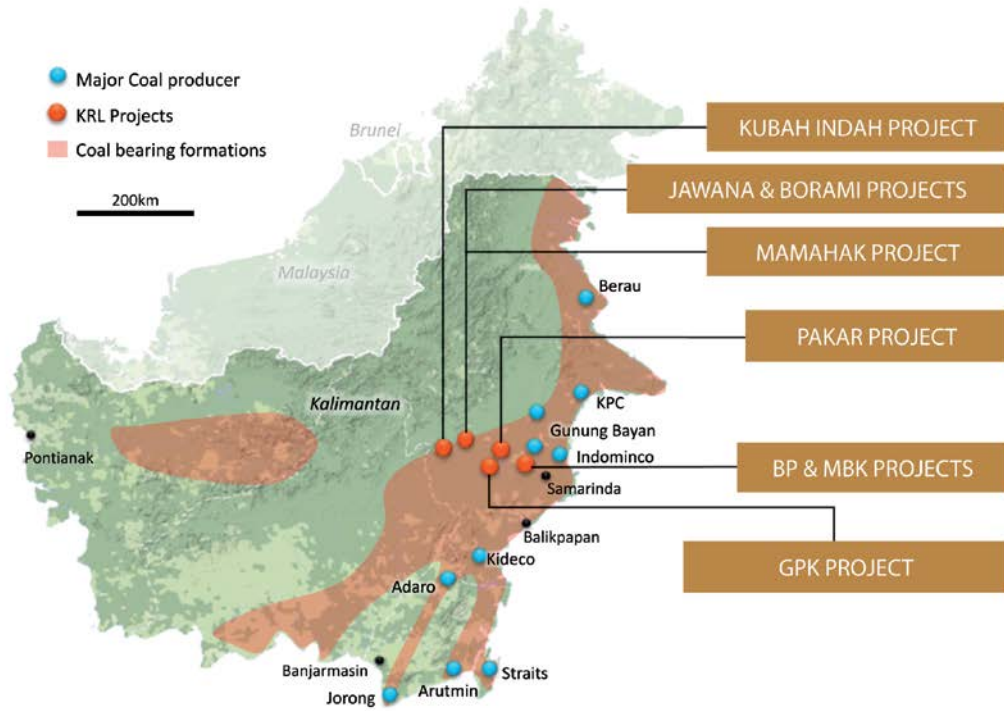 Major Coal producer
KRL Projects
Coal bearing formations
200km
Brunei
Malaysia
Kalimantan
Pontianak
Berau
KPC
Gunung Bayan
Indominco
Samarinda
Balikpapan
Kideco
Adaro
Banjarmasin
Jorong
Arutmin
Straits
KUBAH INDAH PROJECT
JAWANA & BORAMI PROJECTS
MAMAHAK PROJECT
PAKAR PROJECT
BP & MBK PROJECTS
GPK PROJECT